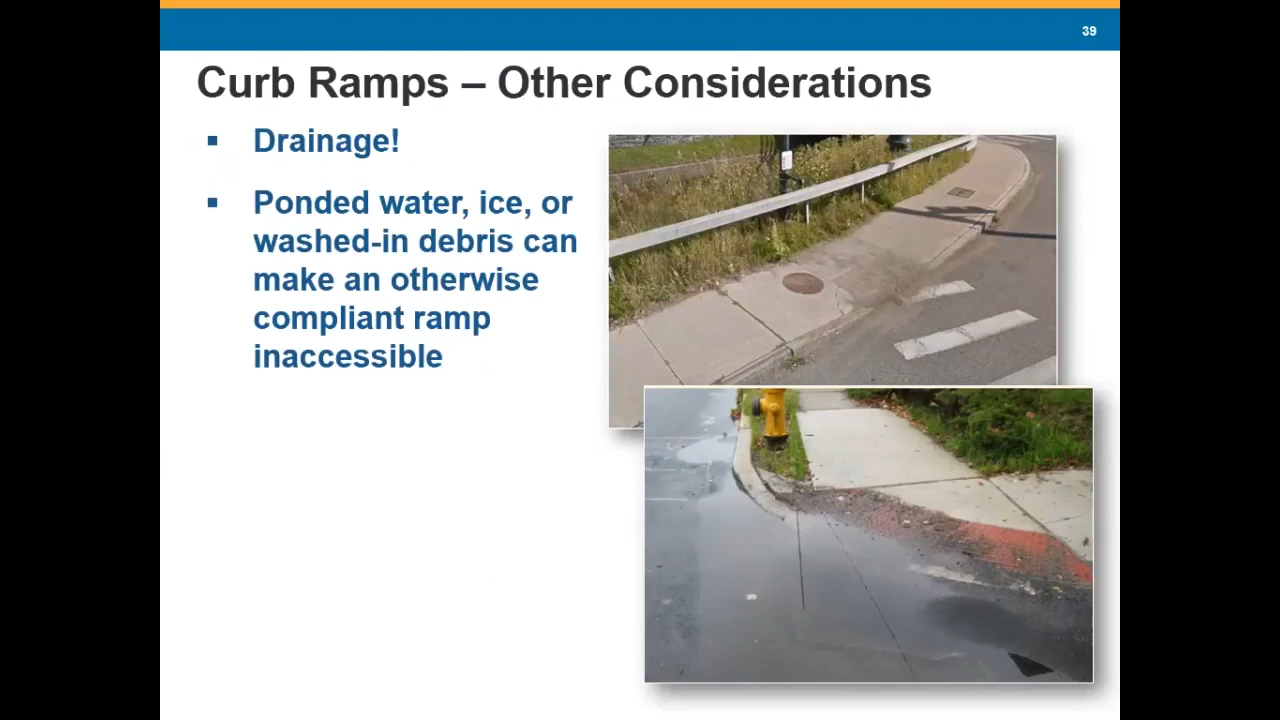 39
Curb Ramps – Other Considerations
▪ Drainage!
▪ Ponded water, ice, or
washed-in debris can
make an otherwise
compliant ramp
inaccessible